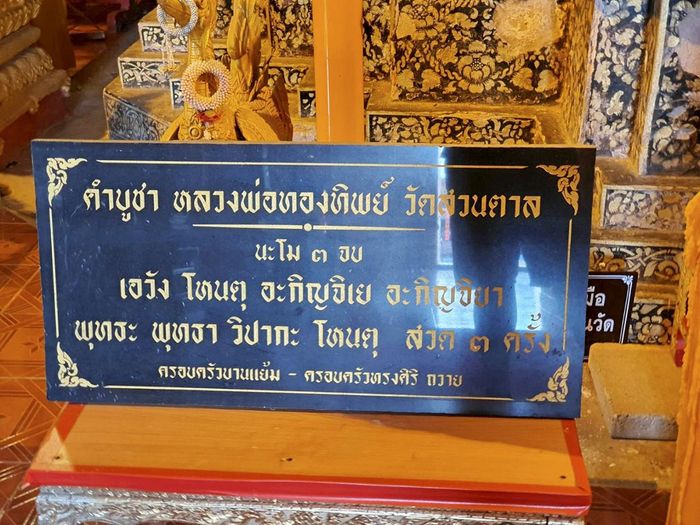 คำบูชา หลวงพ่อทองทิพย์ วัดสวนตาล
นะโม ๓ จบ
เอวัง โหนตุ อะกิญจิเย อะกิญจิยา
พุทธะ พุทธา วิปากะ โหนตุ สวด ๓ ครั้ง
ครอบครัวบานแย้ม - ครอบครัวทรงศิริ ถวาย
มือ
วัด